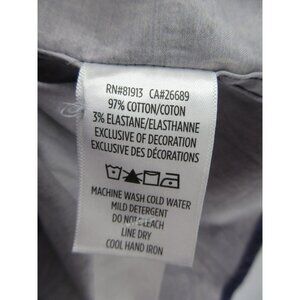 RN#81913 CA#26689
97% COTTON/COTON
3% ELASTANE/ELASTHANNE
EXCLUSIVE OF DECORATION
EXCLUSIVE DES DÉCORATIONS
MACHINE WASH COLD WATER
MILD DETERGENT
DO NOT BLEACH
LINE DRY
COOL HAND IRON